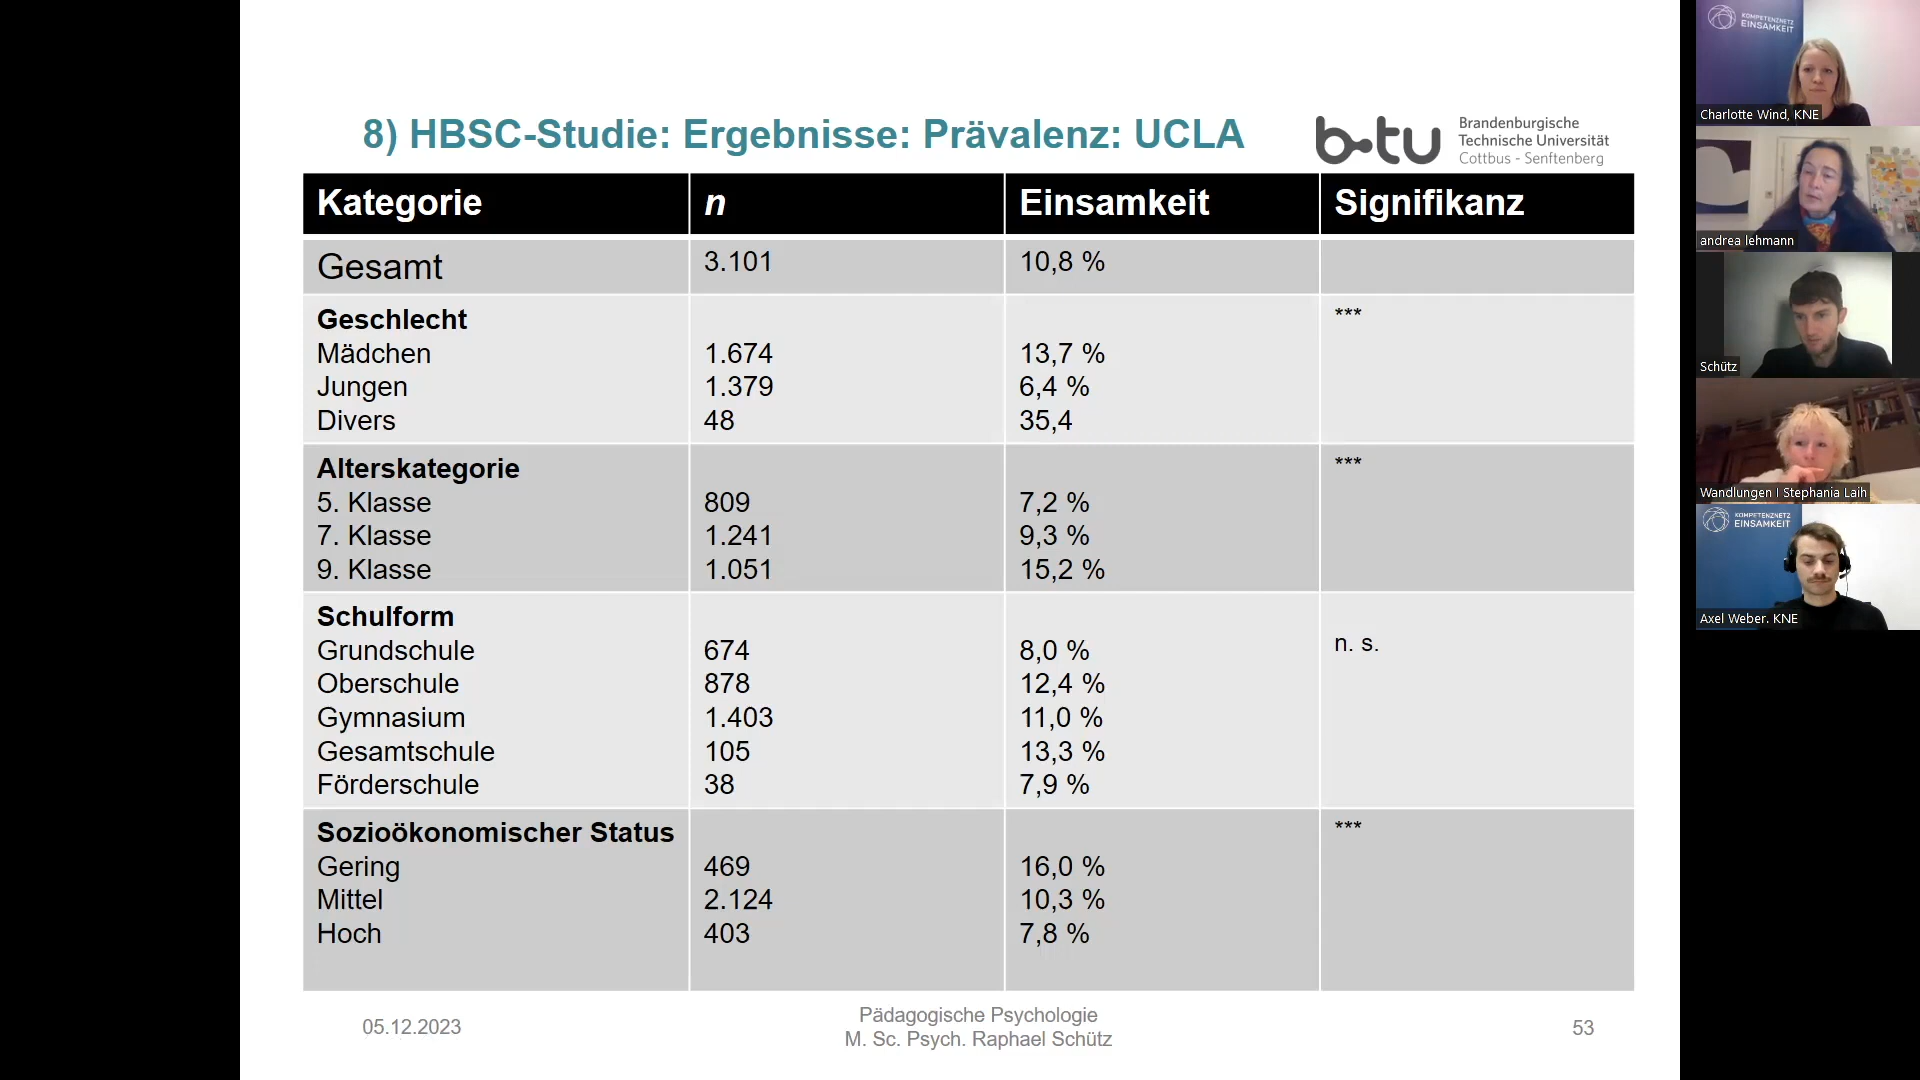 8) HBSC-Studie: Ergebnisse: Prävalenz: UCLA
b-tu
Brandenburgische
Technische Universität
Cottbus - Senftenberg
Kategorie n Einsamkeit Signifikanz
Gesamt 3.101 10,8 %
Geschlecht ***
Mädchen 1.674 13,7 %
Jungen 1.379 6,4 %
Divers 48 35,4
Alterskategorie ***
5. Klasse 809 7,2 %
7. Klasse 1.241 9,3 %
9. Klasse 1.051 15,2 %
Schulform
Grundschule 674 8,0 % n. s.
Oberschule 878 12,4 %
Gymnasium 1.403 11,0 %
Gesamtschule 105 13,3 %
Förderschule 38 7,9 %
Sozioökonomischer Status ***
Gering 469 16,0 %
Mittel 2.124 10,3 %
Hoch 403 7,8 %
05.12.2023
Pädagogische Psychologie
M. Sc. Psych. Raphael Schütz
53
KOMPETENZNETZ
EINSAMKEIT
Charlotte Wind, KNE
andrea lehmann
Schütz
Wandlungen I Stephania Laih
KOMPETENZNETZ
EINSAMKEIT
Axel Weber. KNE